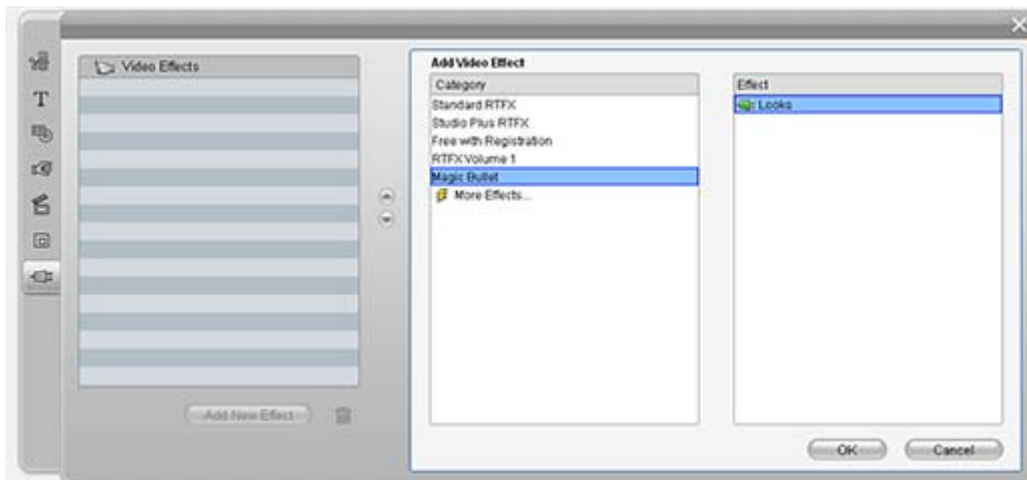 Video Effects
Add New Effect
Add Video Effect
Category
Standard RTFX
Studio Plus RTFX
Free with Registration
RTFX Volume 1
Magic Bullet
More Effects...
Effect
Looks
OK
Cancel
T